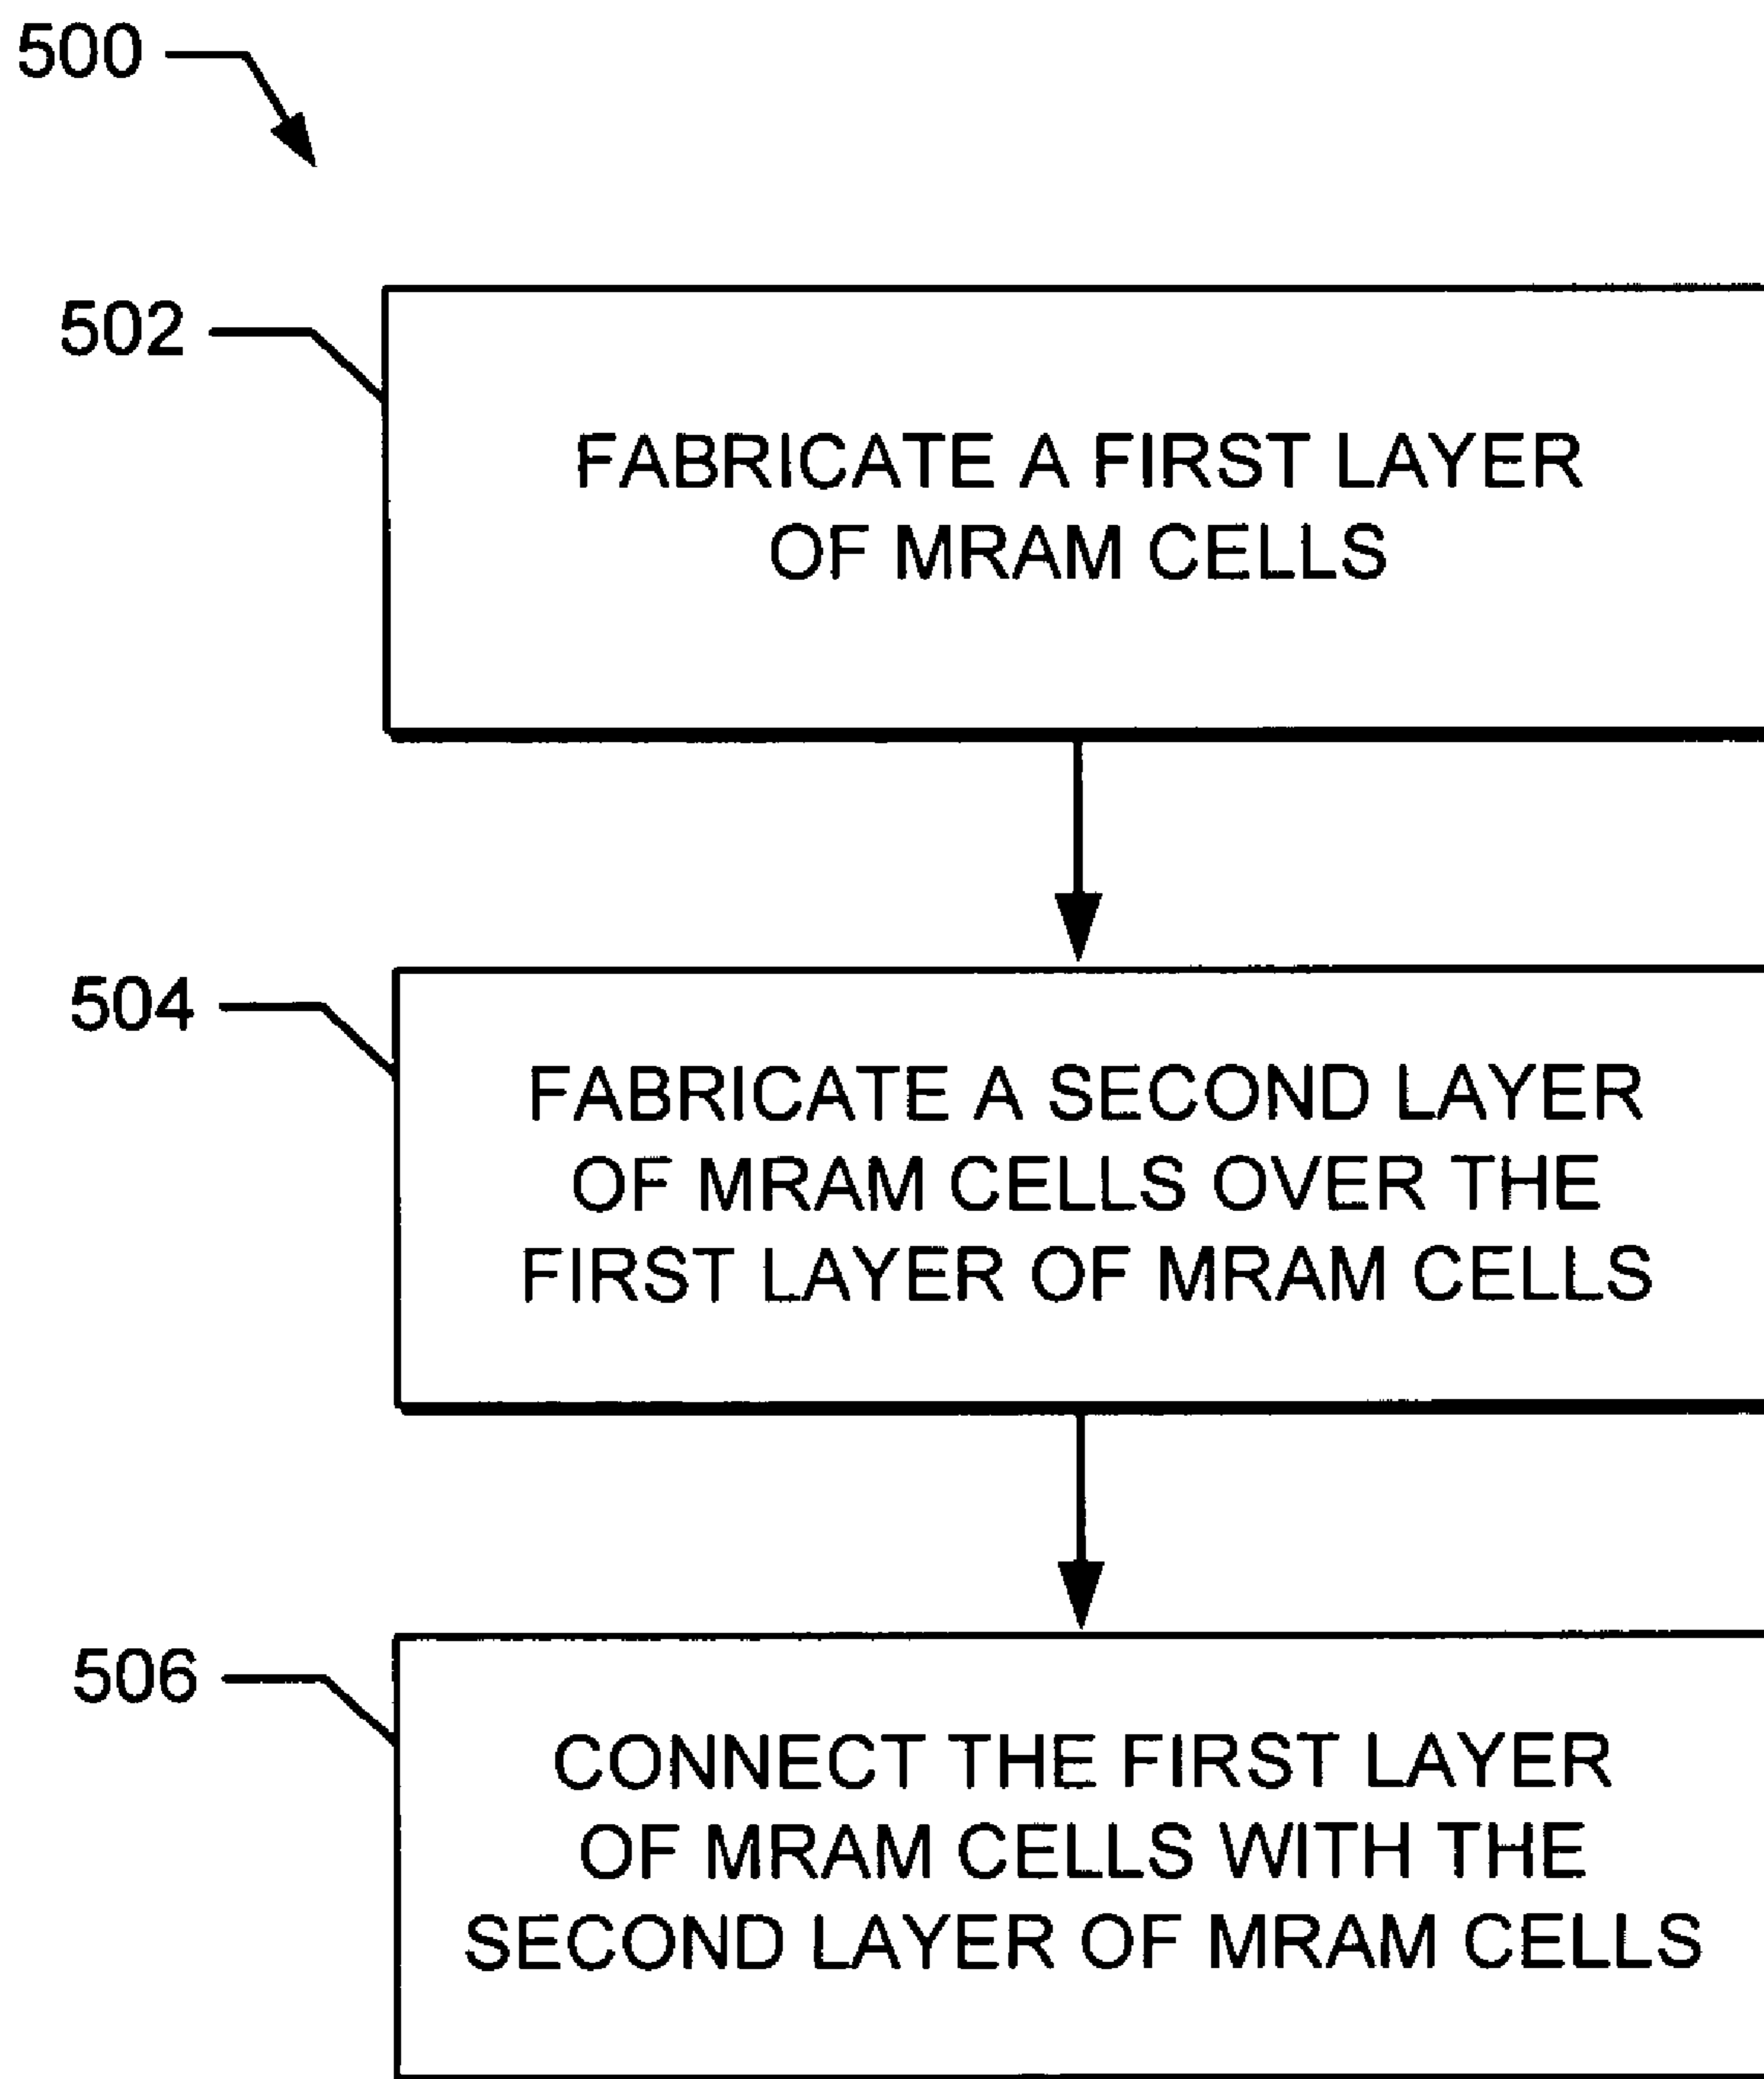 500
502
FABRICATE A FIRST LAYER
OF MRAM CELLS
504
FABRICATE A SECOND LAYER
OF MRAM CELLS OVER THE
FIRST LAYER OF MRAM CELLS
506
CONNECT THE FIRST LAYER
OF MRAM CELLS WITH THE
SECOND LAYER OF MRAM CELLS